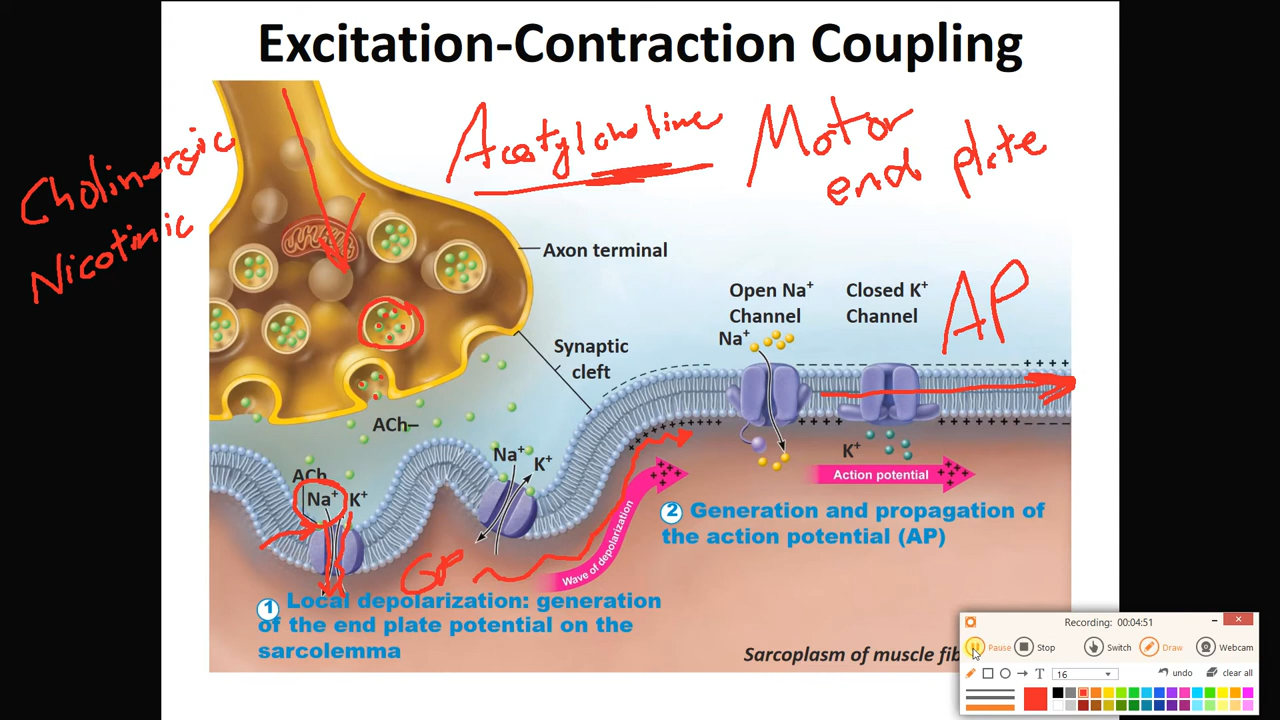 Excitation-Contraction Coupling
Cholinergic
Nicotinic
Acetylcholine
Motor
end plate
Axon terminal
Synaptic
cleft
Open Na+
Channel
Closed K+
Channel
Na+
AP
ACh–
ACh
Na+ K+
Na+
K+
K+
Action potential
Wave of depolarization
GP
2 Generation and propagation of
the action potential (AP)
1 Local depolarization: generation
of the end plate potential on the
sarcolemma
Sarcoplasm of muscle fib
Recording: 00:04:51
Pause Stop Switch Draw Webcam
T 16 undo clear all